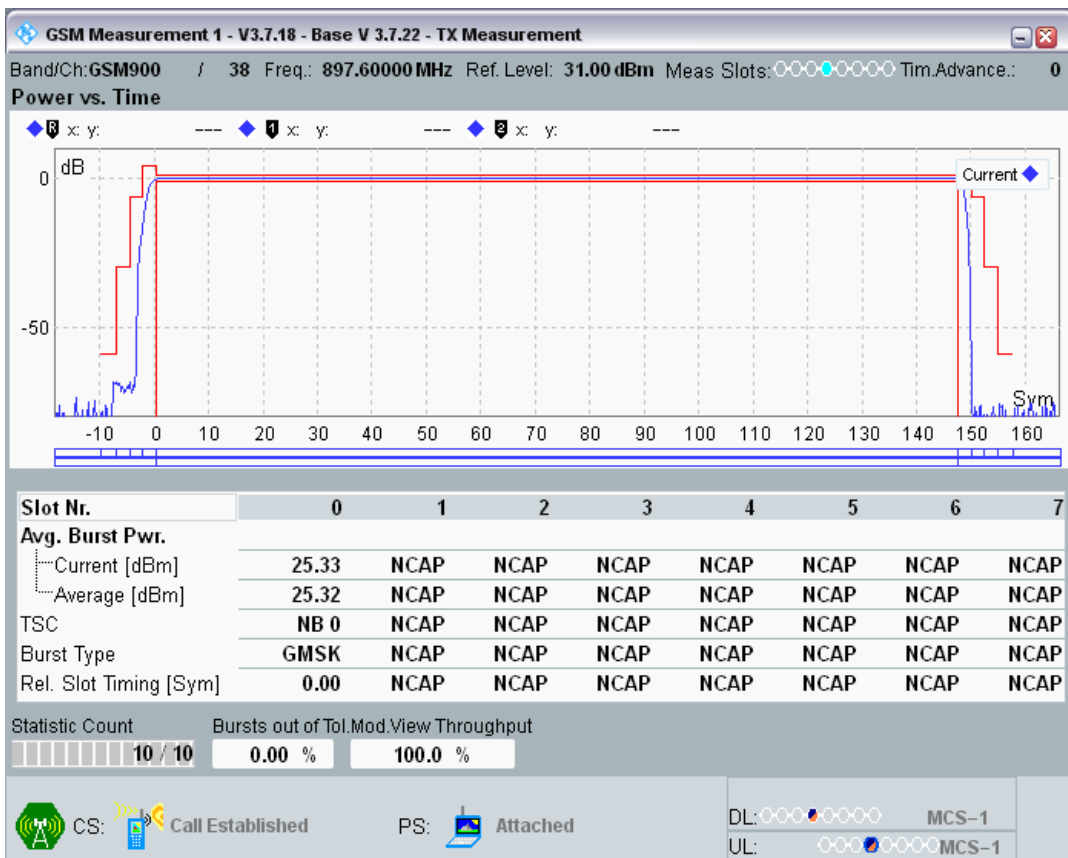 GSM Measurement 1 - V3.7.18 - Base V 3.7.22 - TX Measurement
Band/Ch:GSM900 / 38 Freq.: 897.60000 MHz Ref. Level: 31.00 dBm Meas Slots: Tim.Advance.: 0
Power vs. Time
R x: y: --- 1 x: y: --- 2 x: y: ---
dB
Current
0
-50
Sym
-10 0 10 20 30 40 50 60 70 80 90 100 110 120 130 140 150 160
Slot Nr. 0 1 2 3 4 5 6 7
Avg. Burst Pwr.
Current [dBm] 25.33 NCAP NCAP NCAP NCAP NCAP NCAP NCAP
Average [dBm] 25.32 NCAP NCAP NCAP NCAP NCAP NCAP NCAP
TSC NB 0 NCAP NCAP NCAP NCAP NCAP NCAP NCAP
Burst Type GMSK NCAP NCAP NCAP NCAP NCAP NCAP NCAP
Rel. Slot Timing [Sym] 0.00 NCAP NCAP NCAP NCAP NCAP NCAP NCAP
Statistic Count Bursts out of Tol.Mod.View Throughput
10 / 10 0.00 % 100.0 %
CS: Call Established PS: Attached
DL: MCS-1
UL: MCS-1